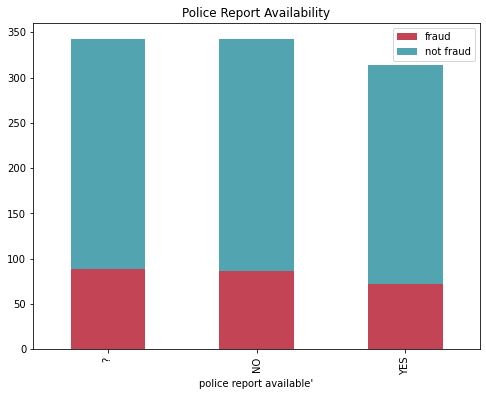 Police Report Availability
fraud
not fraud
350
300
250
200
150
100
50
0
?
NO
YES
police report available'